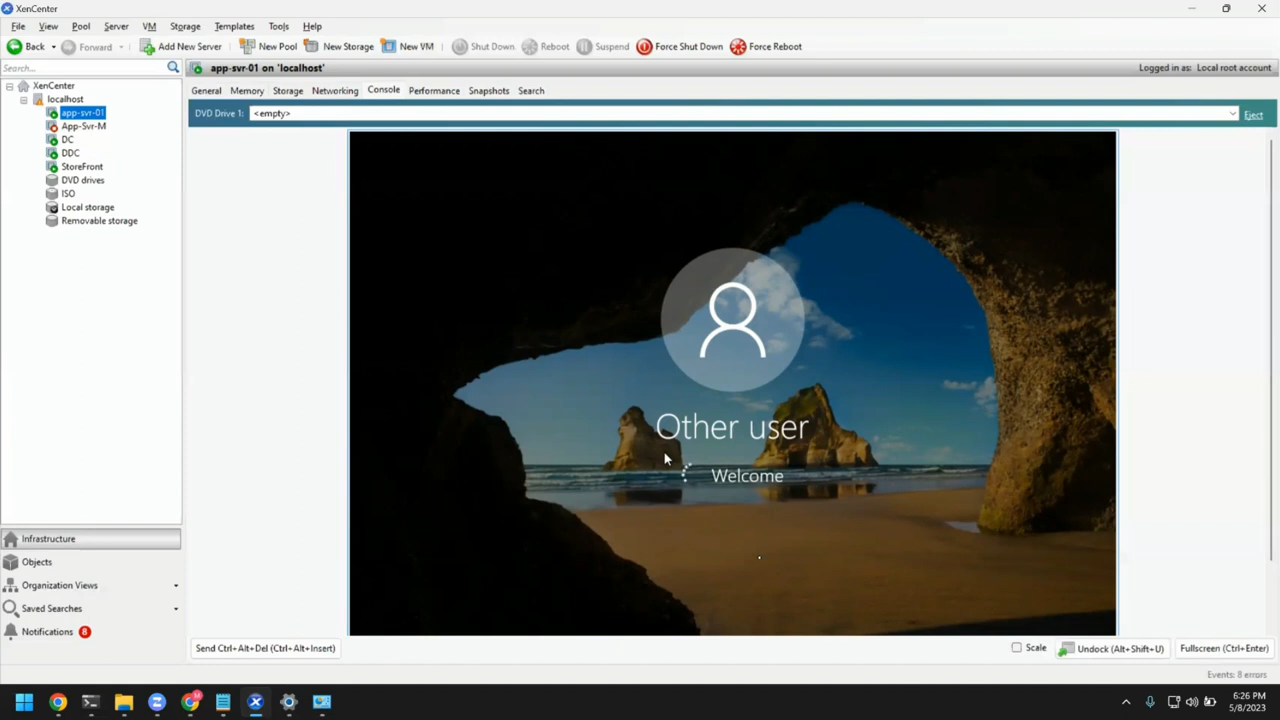 XenCenter
File View Pool Server VM Storage Templates Tools Help
Back Forward Add New Server New Pool New Storage New VM Shut Down Reboot Suspend Force Shut Down Force Reboot
Search...
app-svr-01 on 'localhost' Logged in as: Local root account
XenCenter
localhost
app-svr-01
App-Svr-M
DC
DDC
StoreFront
DVD drives
ISO
Local storage
Removable storage
General Memory Storage Networking Console Performance Snapshots Search
DVD Drive 1: <empty> Eject
Other user
Welcome
Infrastructure
Objects
Organization Views
Saved Searches
Notifications 8
Send Ctrl+Alt+Del (Ctrl+Alt+Insert) Scale Undock (Alt+Shift+U) Fullscreen (Ctrl+Enter)
Events: 8 errors
6:26 PM
5/8/2023